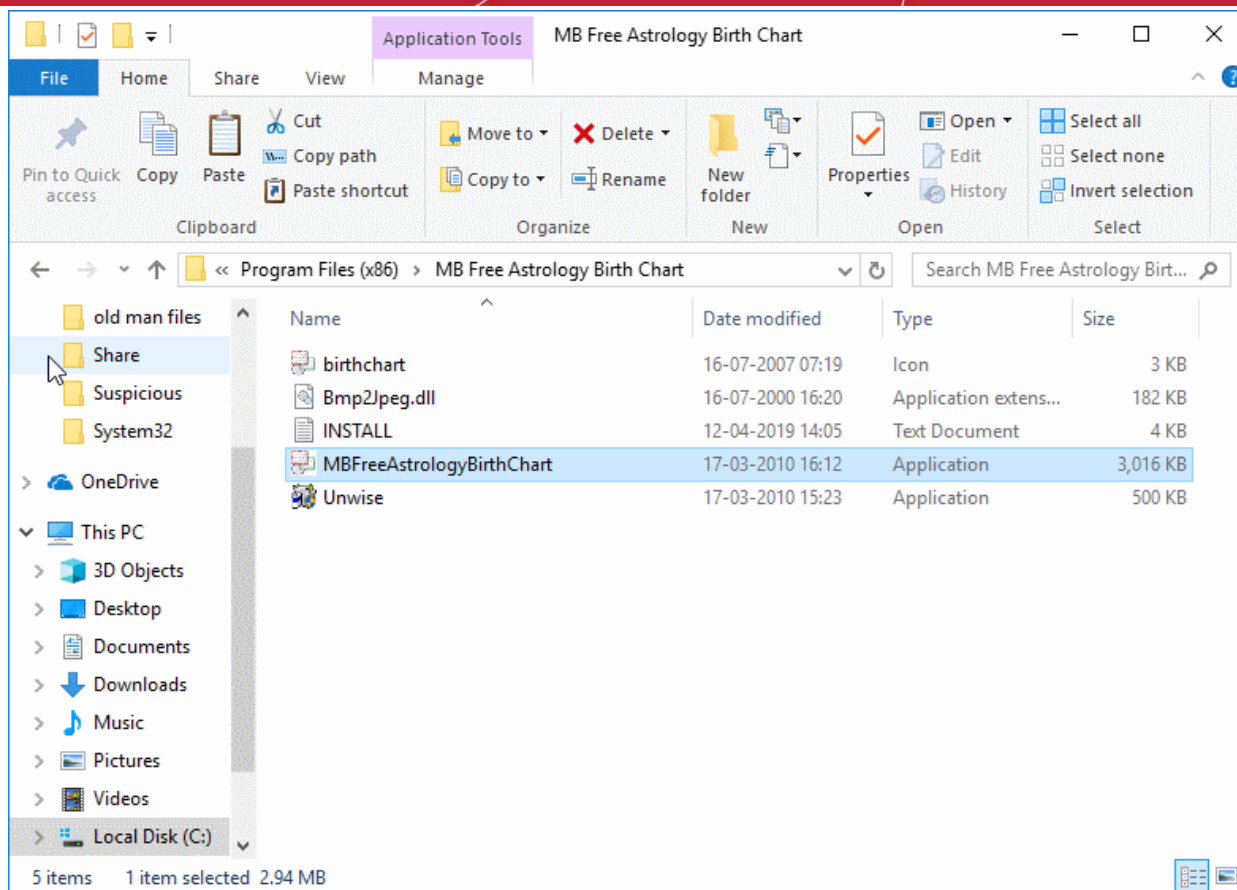 Application Tools MB Free Astrology Birth Chart
File Home Share View Manage
Pin to Quick access
Copy
Paste
Cut
Copy path
Paste shortcut
Clipboard
Move to
Copy to
Delete
Rename
Organize
New folder
New
Properties
Open
Edit
History
Open
Select all
Select none
Invert selection
Select
« Program Files (x86) > MB Free Astrology Birth Chart
Search MB Free Astrology Birt...
old man files
Share
Suspicious
System32
OneDrive
This PC
3D Objects
Desktop
Documents
Downloads
Music
Pictures
Videos
Local Disk (C:)
Name Date modified Type Size
birthchart 16-07-2007 07:19 Icon 3 KB
Bmp2Jpeg.dll 16-07-2000 16:20 Application extens... 182 KB
INSTALL 12-04-2019 14:05 Text Document 4 KB
MBFreeAstrologyBirthChart 17-03-2010 16:12 Application 3,016 KB
Unwise 17-03-2010 15:23 Application 500 KB
5 items 1 item selected 2.94 MB